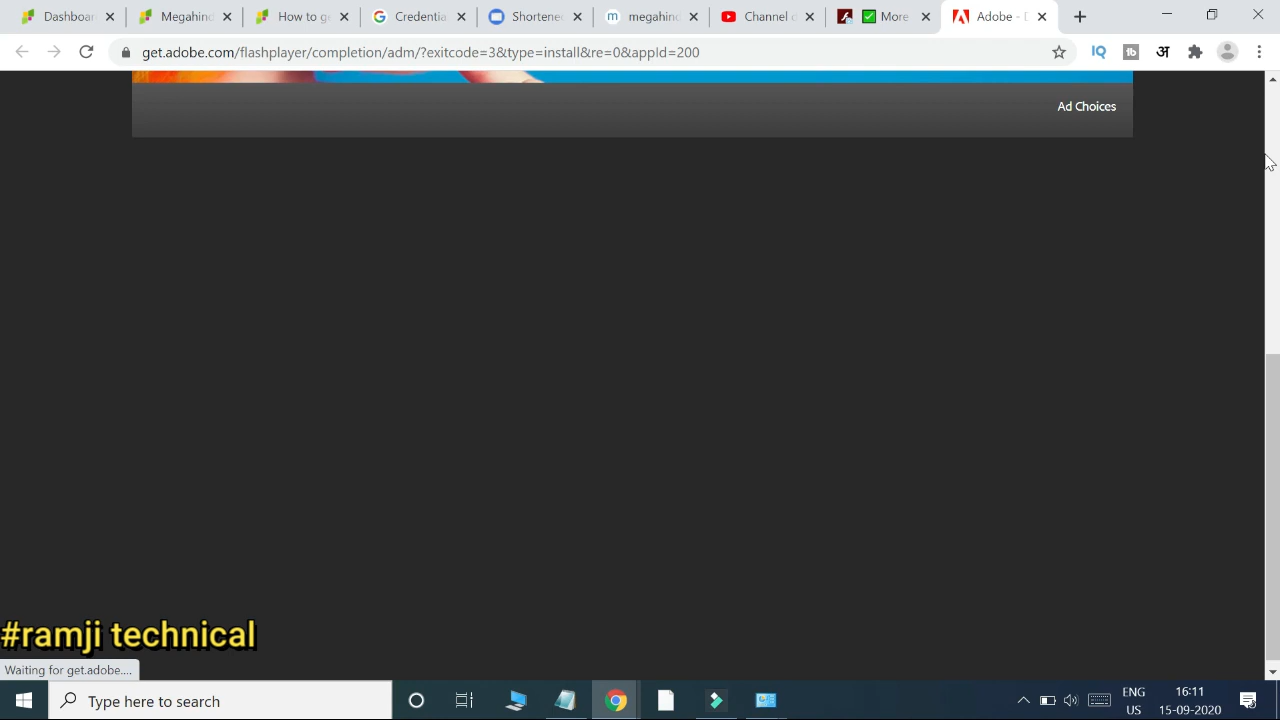 Dashboar
Megahind
How to gr
Credentia
Shortene
megahind
Channel c
More
Adobe - D
get.adobe.com/flashplayer/completion/adm/?exitcode=3&type=install&re=0&appId=200
IQ
अ
Ad Choices
#ramji technical
Waiting for get.adobe....
Type here to search
ENG
US
16:11
15-09-2020